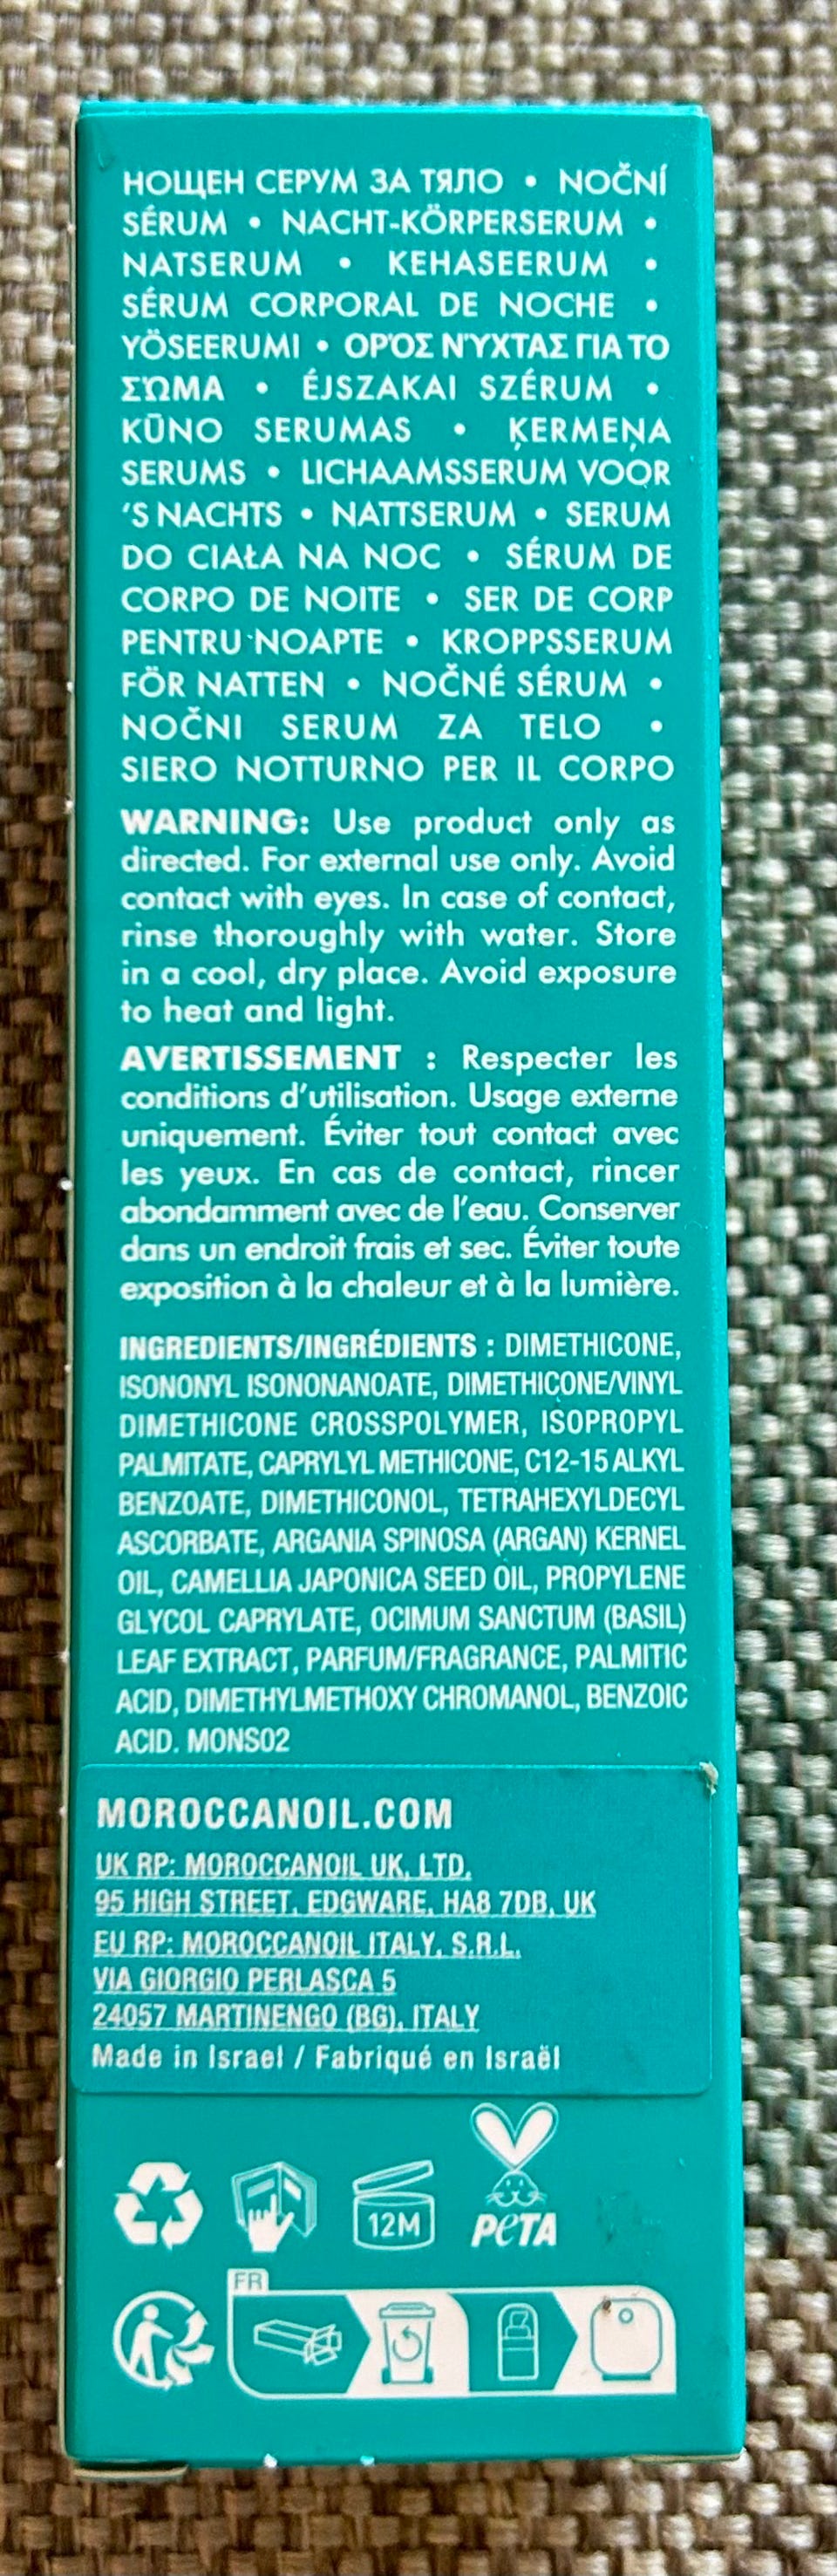 НОЩЕН СЕРУМ ЗА ТЯЛО • NOČNÍ
SÉRUM • NACHT-KÖRPERSERUM •
NATSERUM • KEHASEERUM •
SÉRUM CORPORAL DE NOCHE •
YÖSEERUMI • ΟΡΌΣ ΝΎΧΤΑΣ ΓΙΑ ΤΟ
ΣΏΜΑ • ÉJSZAKAI SZÉRUM •
KŪNO SERUMAS • ĶERMEŅA
SERUMS • LICHAAMSSERUM VOOR
‘S NACHTS • NATTSERUM • SERUM
DO CIAŁA NA NOC • SÉRUM DE
CORPO DE NOITE • SER DE CORP
PENTRU NOAPTE • KROPPSSERUM
FÖR NATTEN • NOČNÉ SÉRUM •
NOČNI SERUM ZA TELO •
SIERO NOTTURNO PER IL CORPO
WARNING: Use product only as
directed. For external use only. Avoid
contact with eyes. In case of contact,
rinse thoroughly with water. Store
in a cool, dry place. Avoid exposure
to heat and light.
AVERTISSEMENT : Respecter les
conditions d’utilisation. Usage externe
uniquement. Éviter tout contact avec
les yeux. En cas de contact, rincer
abondamment avec de l’eau. Conserver
dans un endroit frais et sec. Éviter toute
exposition à la chaleur et à la lumière.
INGREDIENTS/INGRÉDIENTS : DIMETHICONE,
ISONONYL ISONONANOATE, DIMETHICONE/VINYL
DIMETHICONE CROSSPOLYMER, ISOPROPYL
PALMITATE, CAPRYLYL METHICONE, C12-15 ALKYL
BENZOATE, DIMETHICONOL, TETRAHEXYLDECYL
ASCORBATE, ARGANIA SPINOSA (ARGAN) KERNEL
OIL, CAMELLIA JAPONICA SEED OIL, PROPYLENE
GLYCOL CAPRYLATE, OCIMUM SANCTUM (BASIL)
LEAF EXTRACT, PARFUM/FRAGRANCE, PALMITIC
ACID, DIMETHYLMETHOXY CHROMANOL, BENZOIC
ACID. MONS02
MOROCCANOIL.COM
UK RP: MOROCCANOIL UK, LTD.
95 HIGH STREET, EDGWARE, HA8 7DB, UK
EU RP: MOROCCANOIL ITALY, S.R.L.
VIA GIORGIO PERLASCA 5
24057 MARTINENGO (BG), ITALY
Made in Israel / Fabriqué en Israël
12M
PeTA
FR